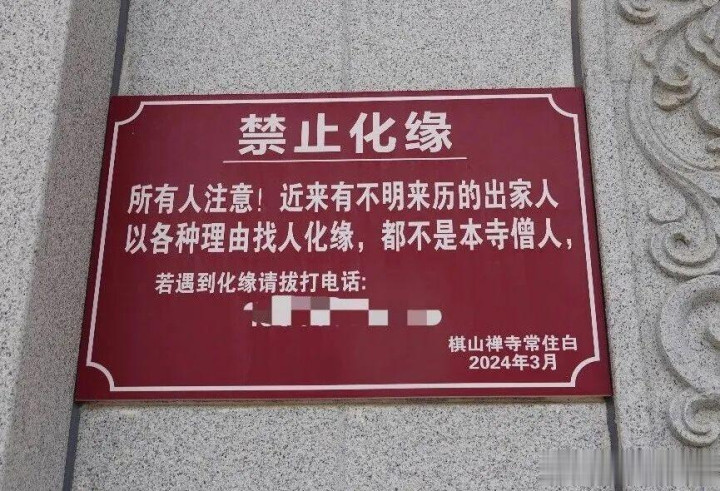 禁止化缘
所有人注意！近来有不明来历的出家人
以各种理由找人化缘，都不是本寺僧人，
若遇到化缘请拔打电话:
棋山禅寺常住白
2024年3月